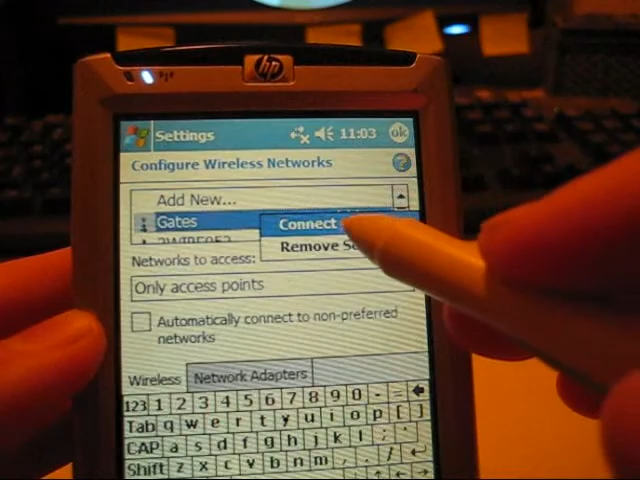 hp
Settings 11:03 ok
Configure Wireless Networks ?
Add New...
Gates
Connect
Remove
Networks to access:
Only access points
Automatically connect to non-preferred
networks
Wireless Network Adapters
123 1 2 3 4 5 6 7 8 9 0 - =
Tab q w e r t y u i o p [ ]
CAP a s d f g h j k l ; '
Shift z x c v b n m , . /